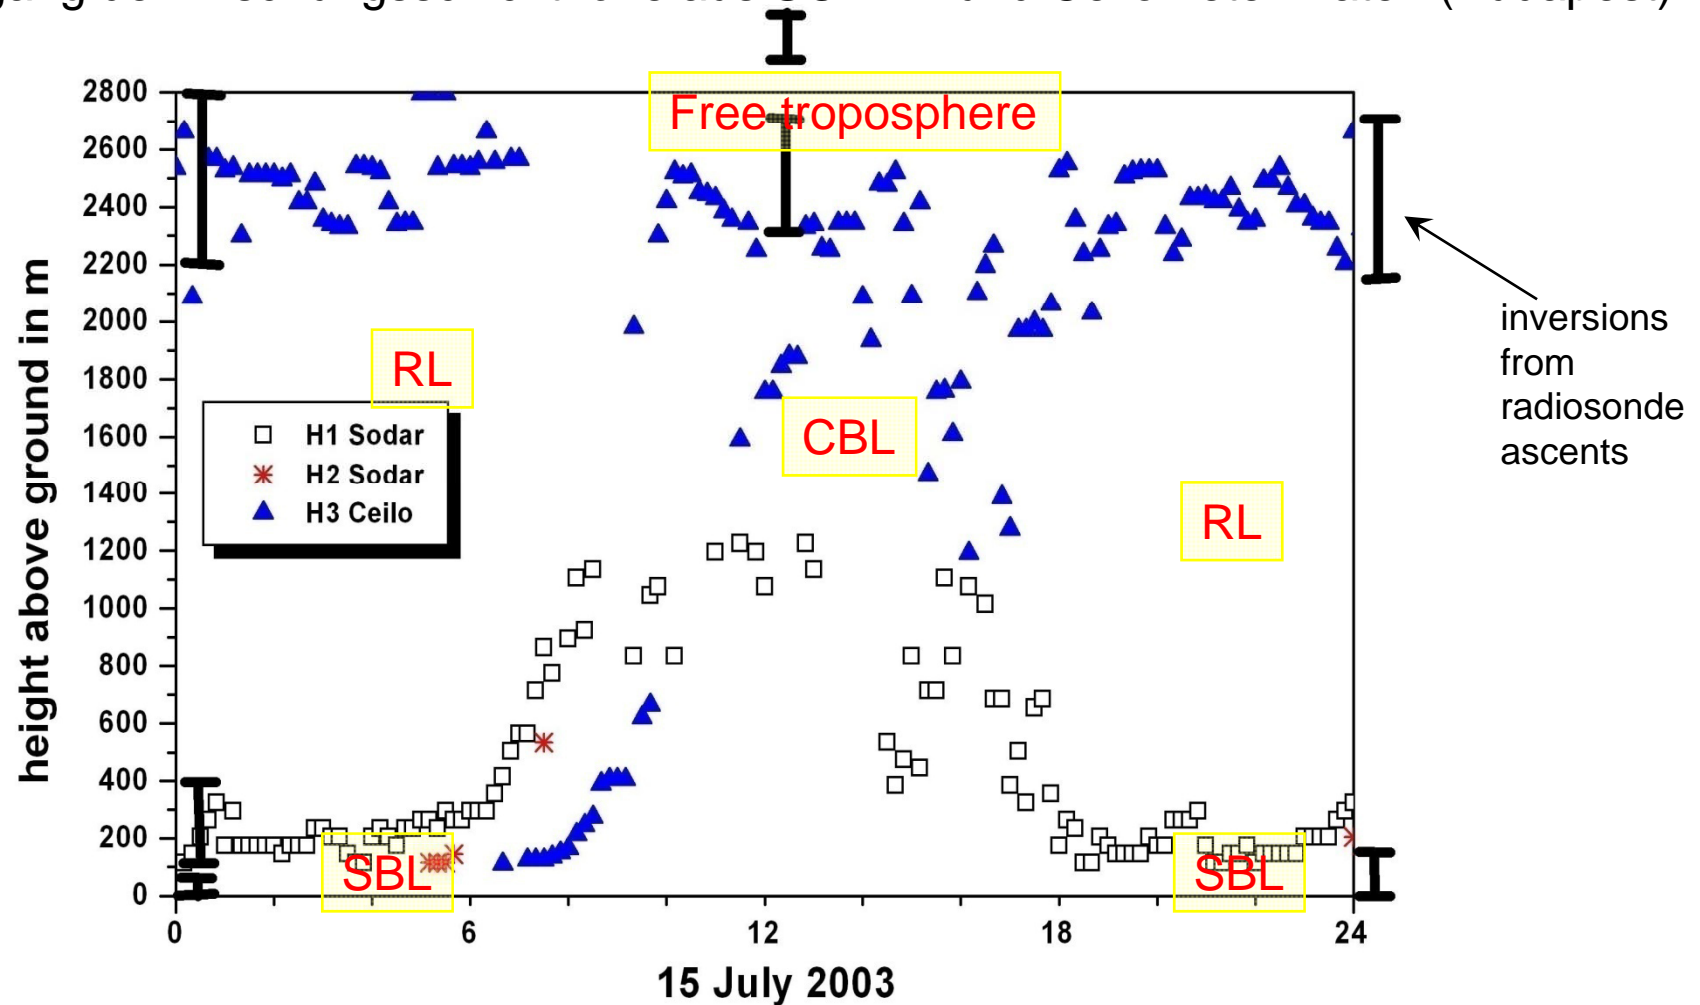 Free troposphere
2800
2600
2400
2200
2000
1800
1600
1400
1200
1000
800
600
400
200
0
height above ground in m
RL
H1 Sodar
H2 Sodar
H3 Ceilo
CBL
RL
SBL
SBL
inversions
from
radiosonde
ascents
0 6 12 18 24
15 July 2003